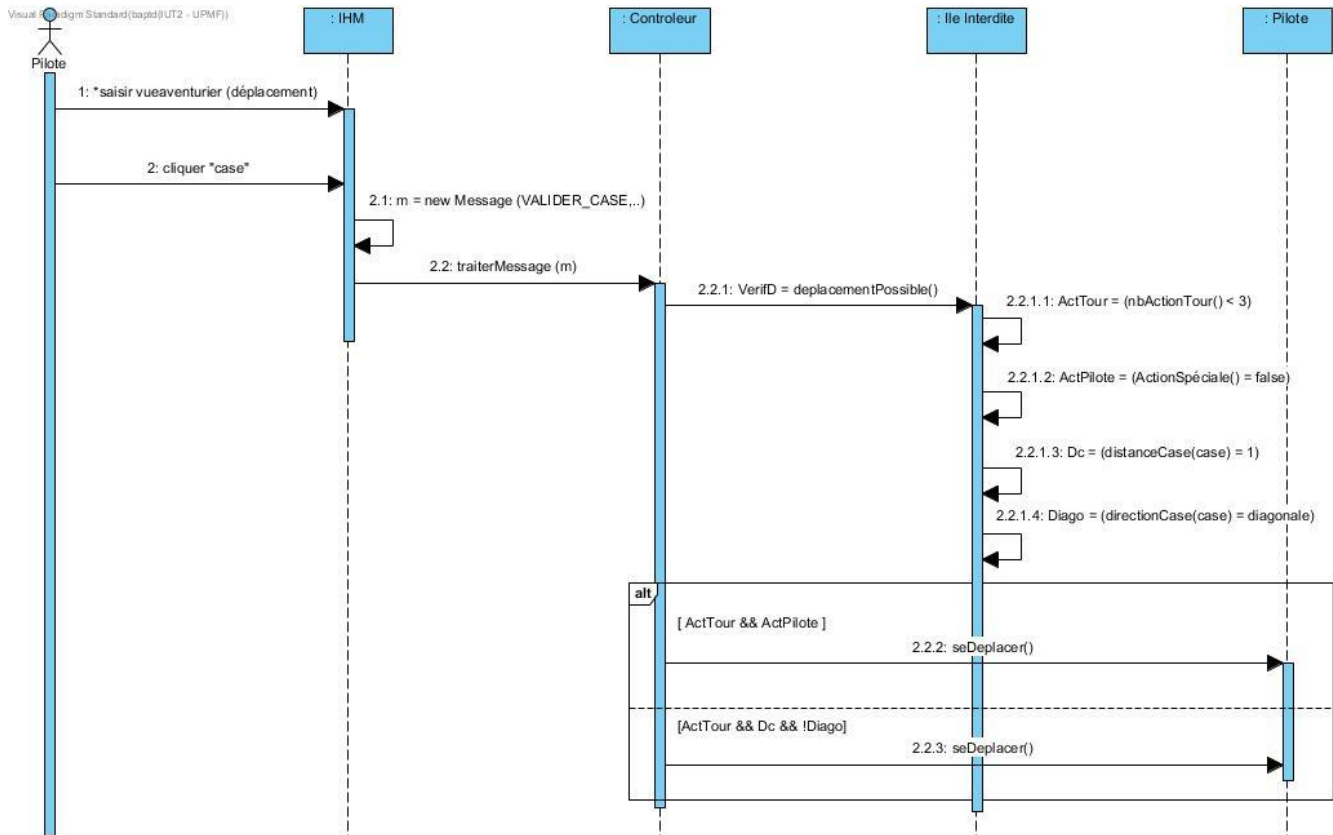 Visual Paradigm Standard(baptd(IUT2 - UPMF))
: IHM
: Controleur
: Ile Interdite
: Pilote
Pilote
1: *saisir vueaventurier (déplacement)
2: cliquer "case"
2.1: m = new Message (VALIDER_CASE,..)
2.2: traiterMessage (m)
2.2.1: VerifD = deplacementPossible()
2.2.1.1: ActTour = (nbActionTour() < 3)
2.2.1.2: ActPilote = (ActionSpéciale() = false)
2.2.1.3: Dc = (distanceCase(case) = 1)
2.2.1.4: Diago = (directionCase(case) = diagonale)
alt
[ ActTour && ActPilote ]
2.2.2: seDeplacer()
[ActTour && Dc && !Diago]
2.2.3: seDeplacer()